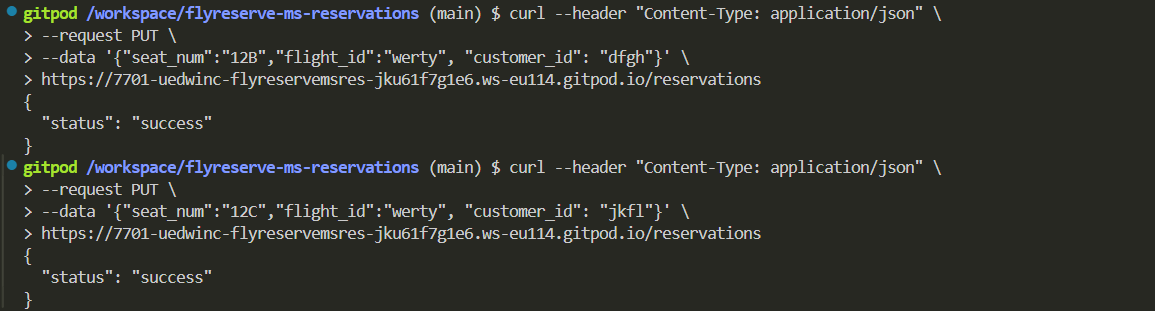 gitpod /workspace/flyreserve-ms-reservations (main) $ curl --header "Content-Type: application/json" \
> --request PUT \
> --data '{"seat_num":"12B","flight_id":"werty", "customer_id": "dfgh"}' \
> https://7701-uedwinc-flyreservemsres-jku61f7g1e6.ws-eu114.gitpod.io/reservations
{
  "status": "success"
}
gitpod /workspace/flyreserve-ms-reservations (main) $ curl --header "Content-Type: application/json" \
> --request PUT \
> --data '{"seat_num":"12C","flight_id":"werty", "customer_id": "jkfl"}' \
> https://7701-uedwinc-flyreservemsres-jku61f7g1e6.ws-eu114.gitpod.io/reservations
{
  "status": "success"
}